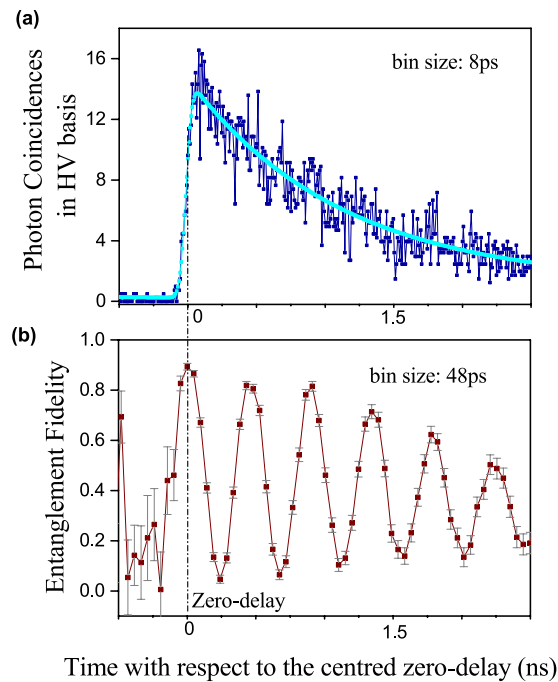 (a)
16
12
8
4
0
Photon Coincidences
in HV basis
bin size: 8ps
0
1.5
(b)
1.0
0.8
0.6
0.4
0.2
0.0
Entanglement Fidelity
bin size: 48ps
Zero-delay
0
1.5
Time with respect to the centred zero-delay (ns)